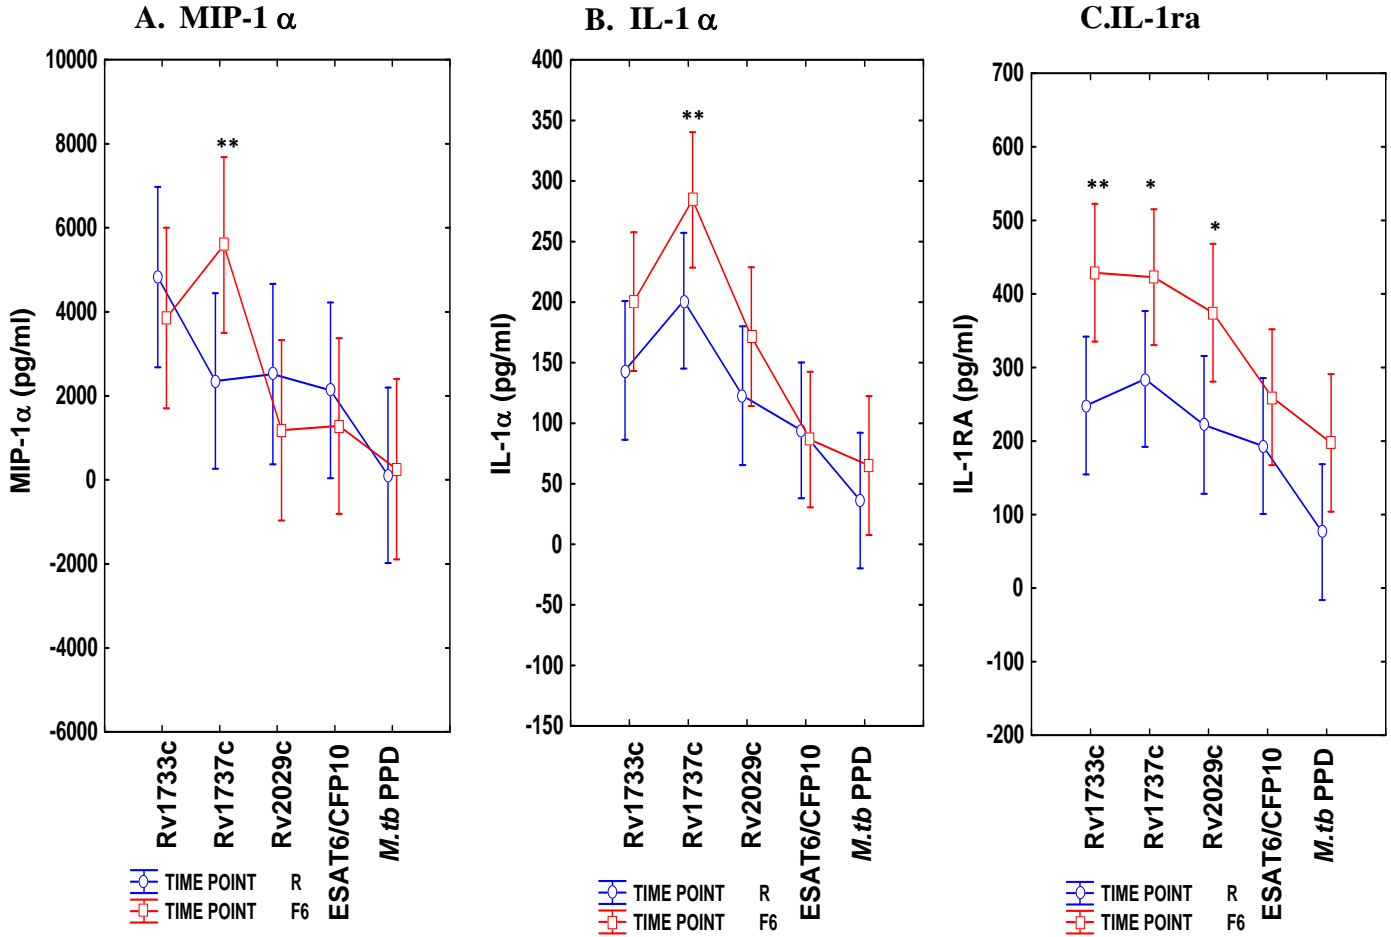 A. MIP-1 α
10000
8000
6000
4000
2000
0
-2000
-4000
-6000
MIP-1α (pg/ml)
**
Rv1733c
Rv1737c
Rv2029c
ESAT6/CFP10
M.tb PPD
TIME POINT R
TIME POINT F6
B. IL-1 α
400
350
300
250
200
150
100
50
0
-50
-100
-150
IL-1α (pg/ml)
**
Rv1733c
Rv1737c
Rv2029c
ESAT6/CFP10
M.tb PPD
TIME POINT R
TIME POINT F6
C.IL-1ra
700
600
500
400
300
200
100
0
-100
-200
IL-1RA (pg/ml)
**
*
*
Rv1733c
Rv1737c
Rv2029c
ESAT6/CFP10
M.tb PPD
TIME POINT R
TIME POINT F6